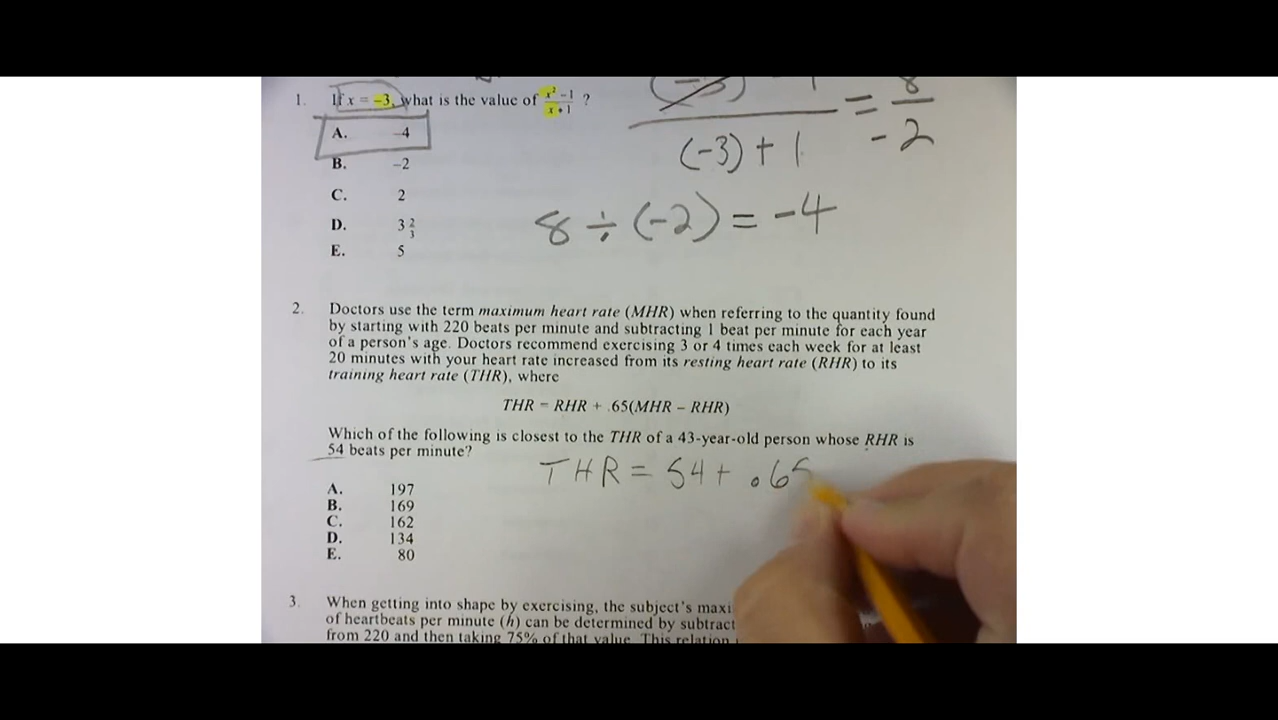 1. If x = -3, what is the value of x² -1 / x + 1 ?
A. -4
B. -2
C. 2
D. 3 2/3
E. 5
(-3) + 1
= 8 / -2
8 ÷ (-2) = -4
2. Doctors use the term maximum heart rate (MHR) when referring to the quantity found
by starting with 220 beats per minute and subtracting 1 beat per minute for each year
of a person's age. Doctors recommend exercising 3 or 4 times each week for at least
20 minutes with your heart rate increased from its resting heart rate (RHR) to its
training heart rate (THR), where
THR = RHR + .65(MHR – RHR)
Which of the following is closest to the THR of a 43-year-old person whose RHR is
54 beats per minute?
THR = 54 + .65
A. 197
B. 169
C. 162
D. 134
E. 80
3. When getting into shape by exercising, the subject's
of heartbeats per minute (h) can be determined by
from 220 and then taking 75% of that value. This relation